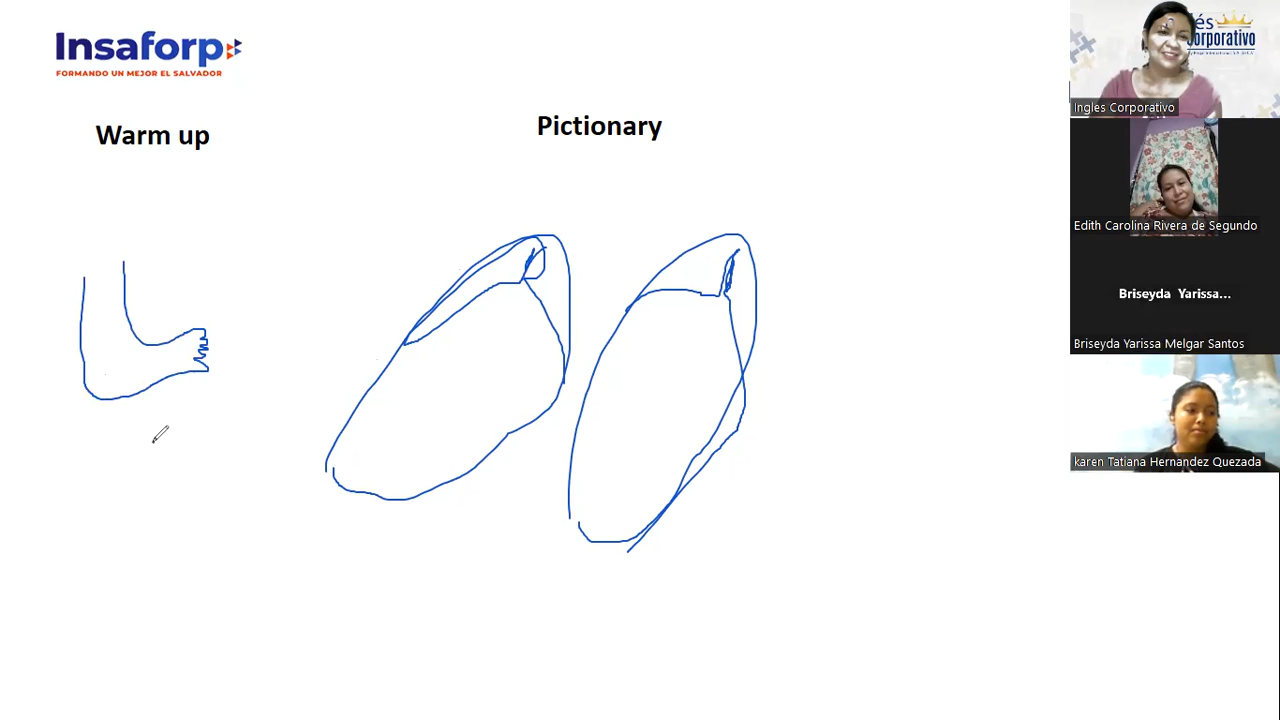 Insaforp
FORMANDO UN MEJOR EL SALVADOR
Warm up
Pictionary
és
Corporativo
Ingles Corporativo
Edith Carolina Rivera de Segundo
Briseyda Yarissa...
Briseyda Yarissa Melgar Santos
karen Tatiana Hernandez Quezada